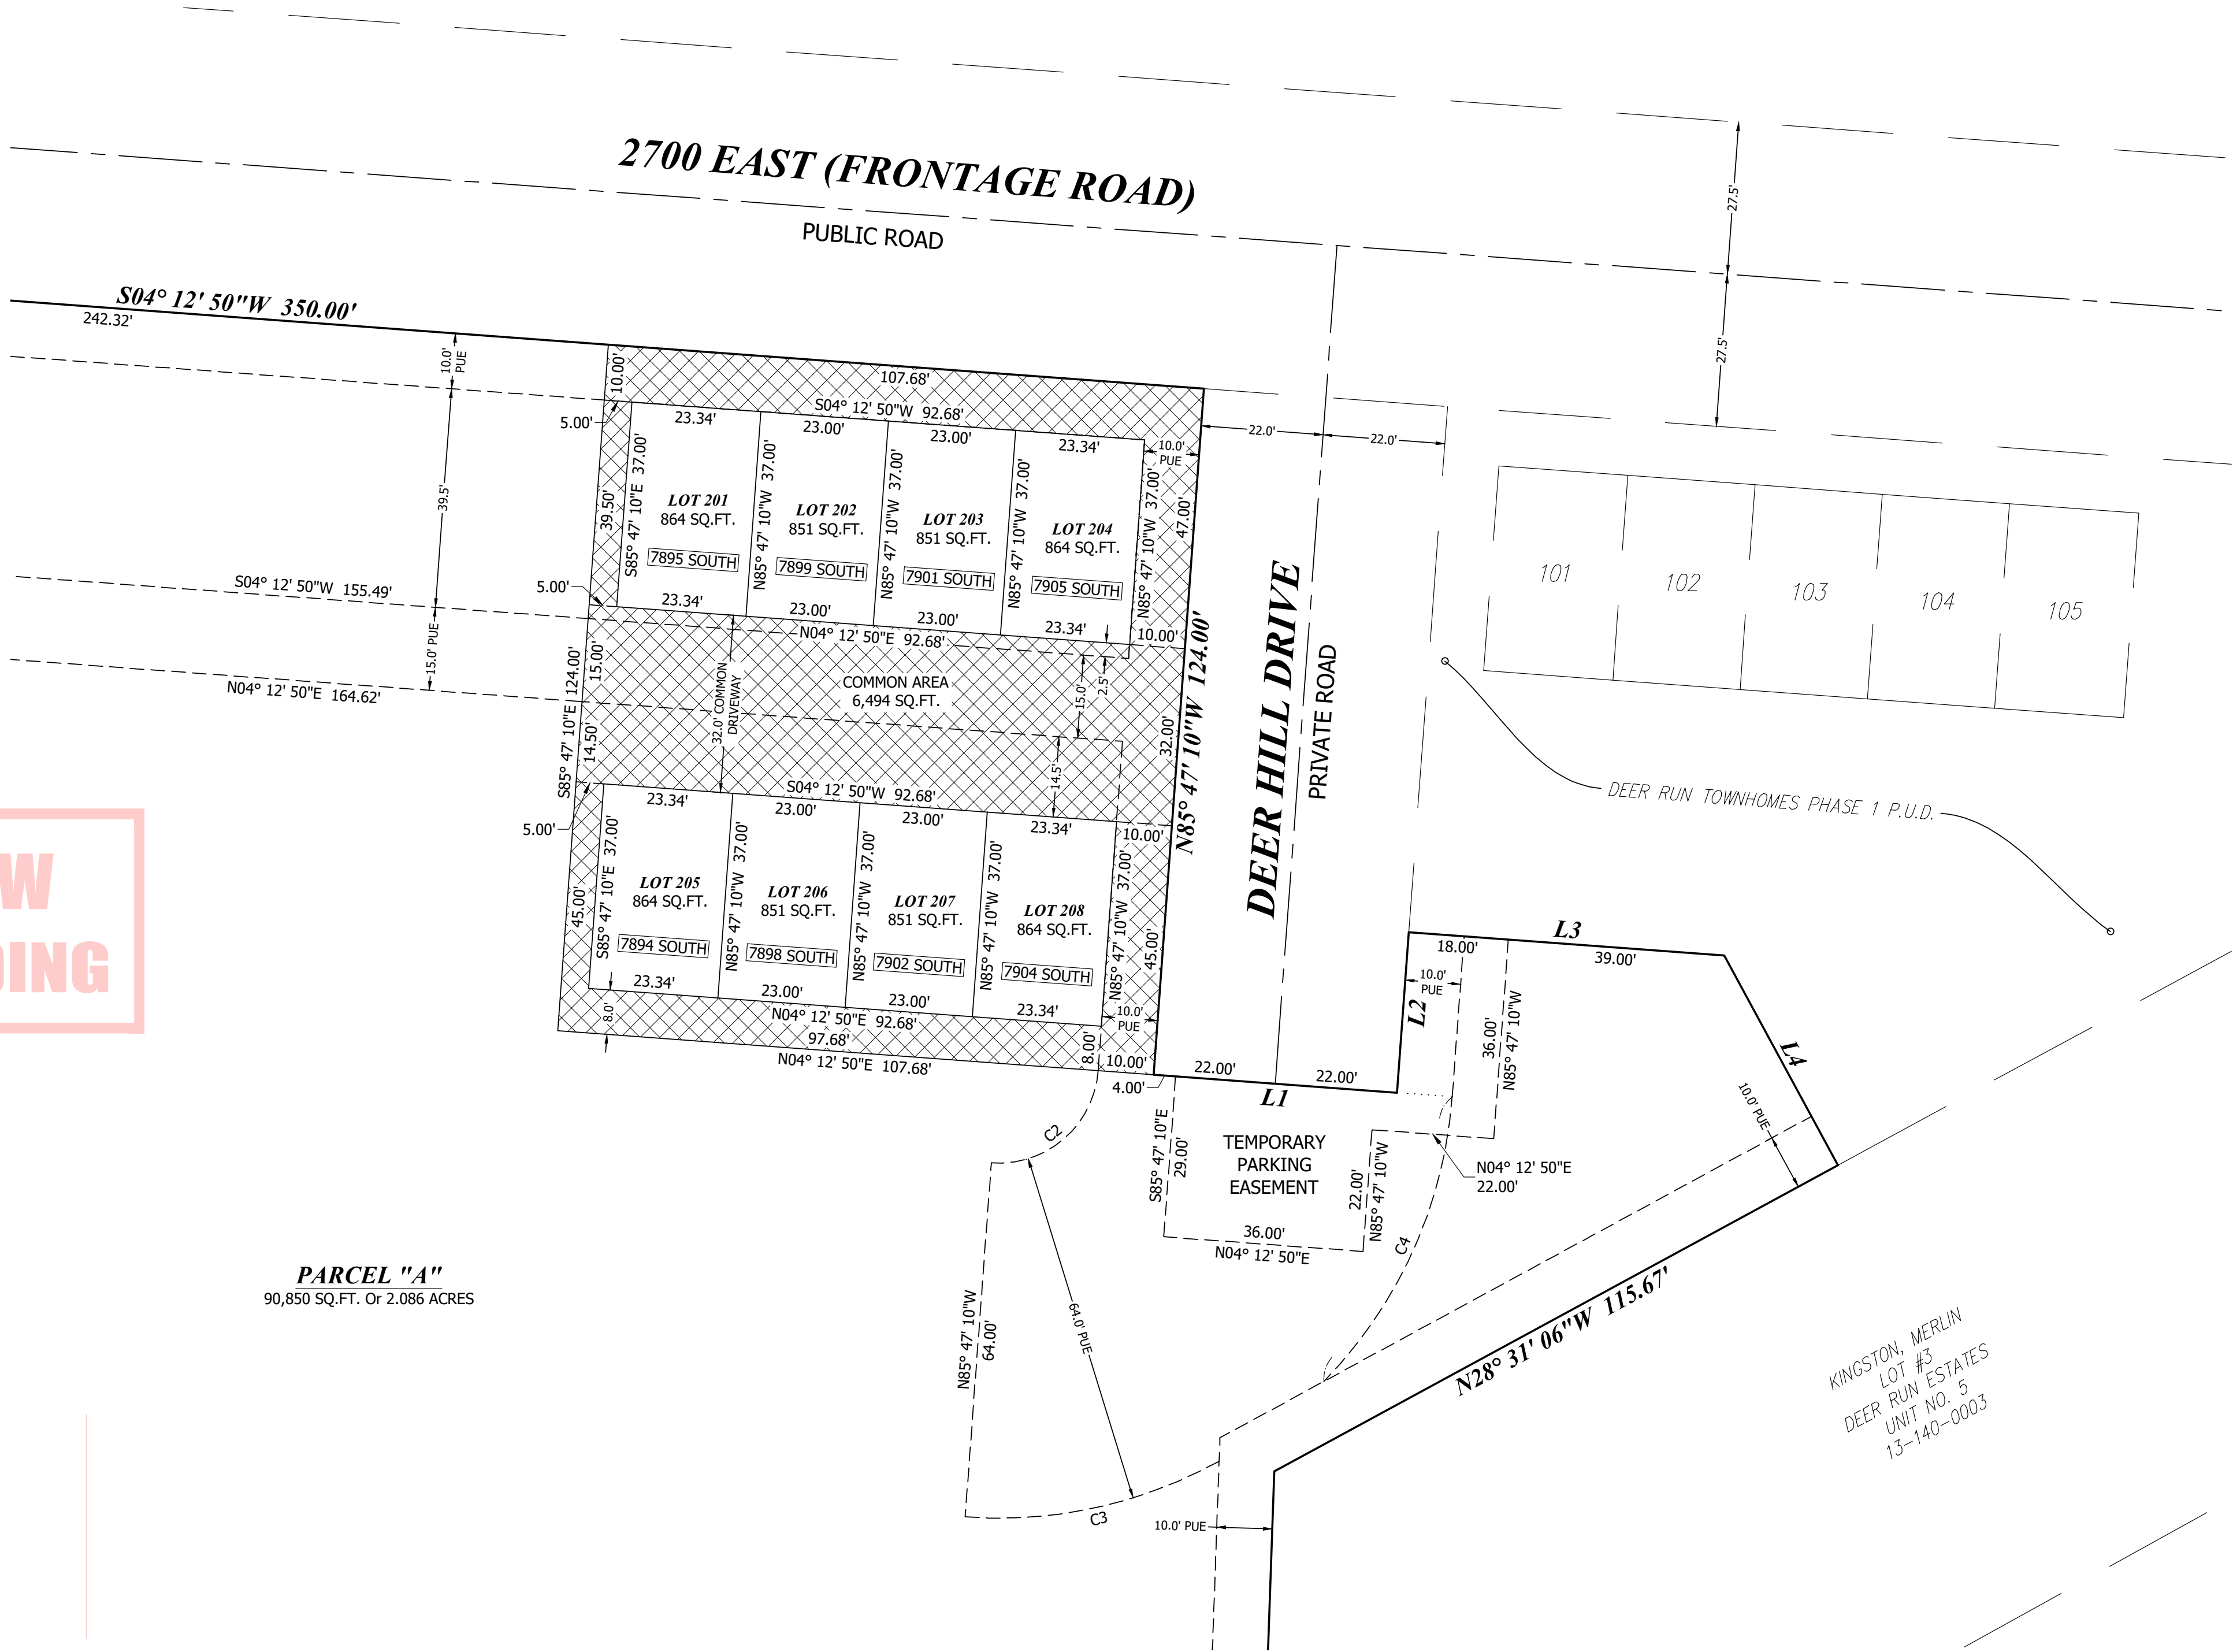 2700 EAST (FRONTAGE ROAD)
PUBLIC ROAD
27.5'
27.5'
S04° 12' 50"W 350.00'
242.32'
10.0'
PUE
39.5'
S04° 12' 50"W 155.49'
15.0' PUE
N04° 12' 50"E 164.62'
10.00'
5.00'
39.50'
5.00'
S85° 47' 10"E 124.00'
15.00'
14.50'
5.00'
45.00'
107.68'
S04° 12' 50"W 92.68'
23.34'
23.00'
23.00'
23.34'
10.0'
PUE
S85° 47' 10"E 37.00'
LOT 201
864 SQ.FT.
7895 SOUTH
N85° 47' 10"W 37.00'
LOT 202
851 SQ.FT.
7899 SOUTH
N85° 47' 10"W 37.00'
LOT 203
851 SQ.FT.
7901 SOUTH
N85° 47' 10"W 37.00'
LOT 204
864 SQ.FT.
7905 SOUTH
N85° 47' 10"W 37.00'
47.00'
23.34'
23.00'
23.00'
23.34'
N04° 12' 50"E 92.68'
10.00'
32.0' COMMON
DRIVEWAY
COMMON AREA
6,494 SQ.FT.
15.0'
2.5'
14.5'
32.00'
N85° 47' 10"W 124.00'
S04° 12' 50"W 92.68'
23.34'
23.00'
23.00'
23.34'
10.00'
S85° 47' 10"E 37.00'
LOT 205
864 SQ.FT.
7894 SOUTH
N85° 47' 10"W 37.00'
LOT 206
851 SQ.FT.
7898 SOUTH
N85° 47' 10"W 37.00'
LOT 207
851 SQ.FT.
7902 SOUTH
N85° 47' 10"W 37.00'
LOT 208
864 SQ.FT.
7904 SOUTH
N85° 47' 10"W 37.00'
45.00'
23.34'
23.00'
23.00'
23.34'
10.0'
PUE
8.0'
N04° 12' 50"E 92.68'
97.68'
N04° 12' 50"E 107.68'
8.00'
10.00'
4.00'
22.0'
22.0'
DEER HILL DRIVE
PRIVATE ROAD
101
102
103
104
105
DEER RUN TOWNHOMES PHASE 1 P.U.D.
22.00'
22.00'
L1
L2
L3
L4
18.00'
39.00'
10.0'
PUE
36.00'
N85° 47' 10"W
10.0' PUE
S85° 47' 10"E
29.00'
TEMPORARY
PARKING
EASEMENT
22.00'
N85° 47' 10"W
N04° 12' 50"E
22.00'
36.00'
N04° 12' 50"E
C2
C4
C3
64.0' PUE
N85° 47' 10"W
64.00'
10.0' PUE
N28° 31' 06"W 115.67'
KINGSTON, MERLIN
LOT #3
DEER RUN ESTATES
UNIT NO. 5
13-140-0003
PARCEL "A"
90,850 SQ.FT. Or 2.086 ACRES
W
DING